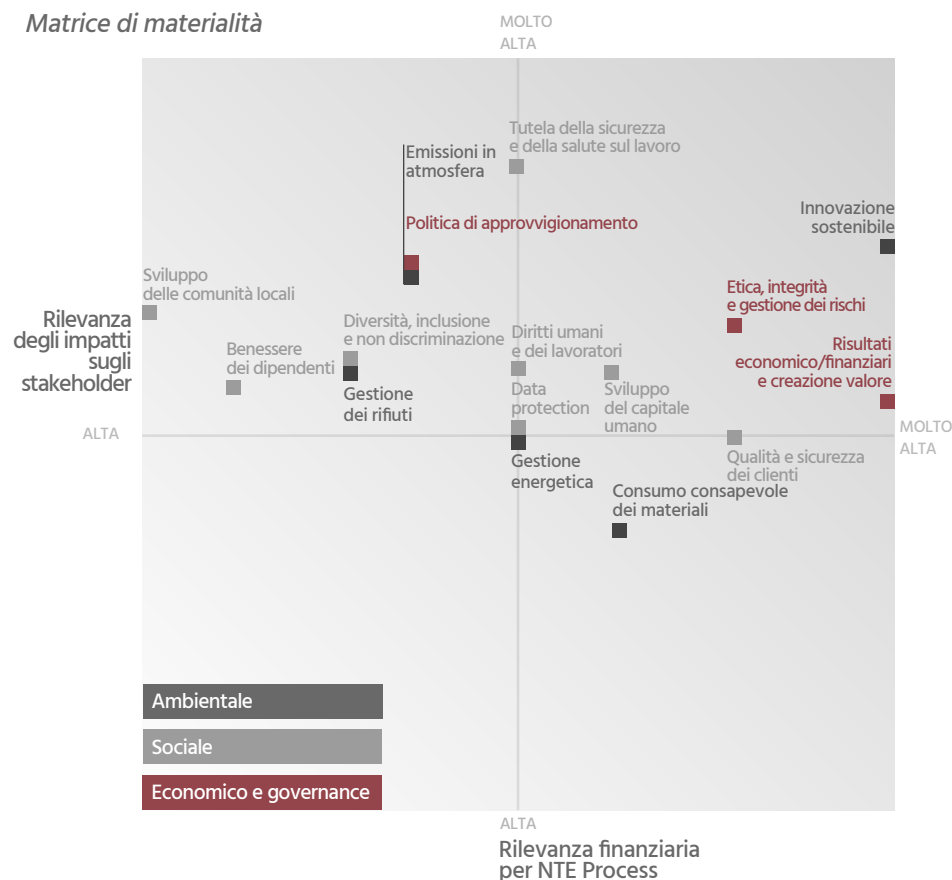 Matrice di materialità
MOLTO
ALTA
Tutela della sicurezza
e della salute sul lavoro
Emissioni in
atmosfera
Politica di approvvigionamento
Innovazione
sostenibile
Sviluppo
delle comunità locali
Etica, integrità
e gestione dei rischi
Rilevanza
degli impatti
sugli
stakeholder
Diversità, inclusione
e non discriminazione
Diritti umani
e dei lavoratori
Risultati
economico/finanziari
e creazione valore
Benessere
dei dipendenti
Gestione
dei rifiuti
Data
protection
Sviluppo
del capitale
umano
ALTA
MOLTO
ALTA
Gestione
energetica
Qualità e sicurezza
dei clienti
Consumo consapevole
dei materiali
Ambientale
Sociale
Economico e governance
ALTA
Rilevanza finanziaria
per NTE Process